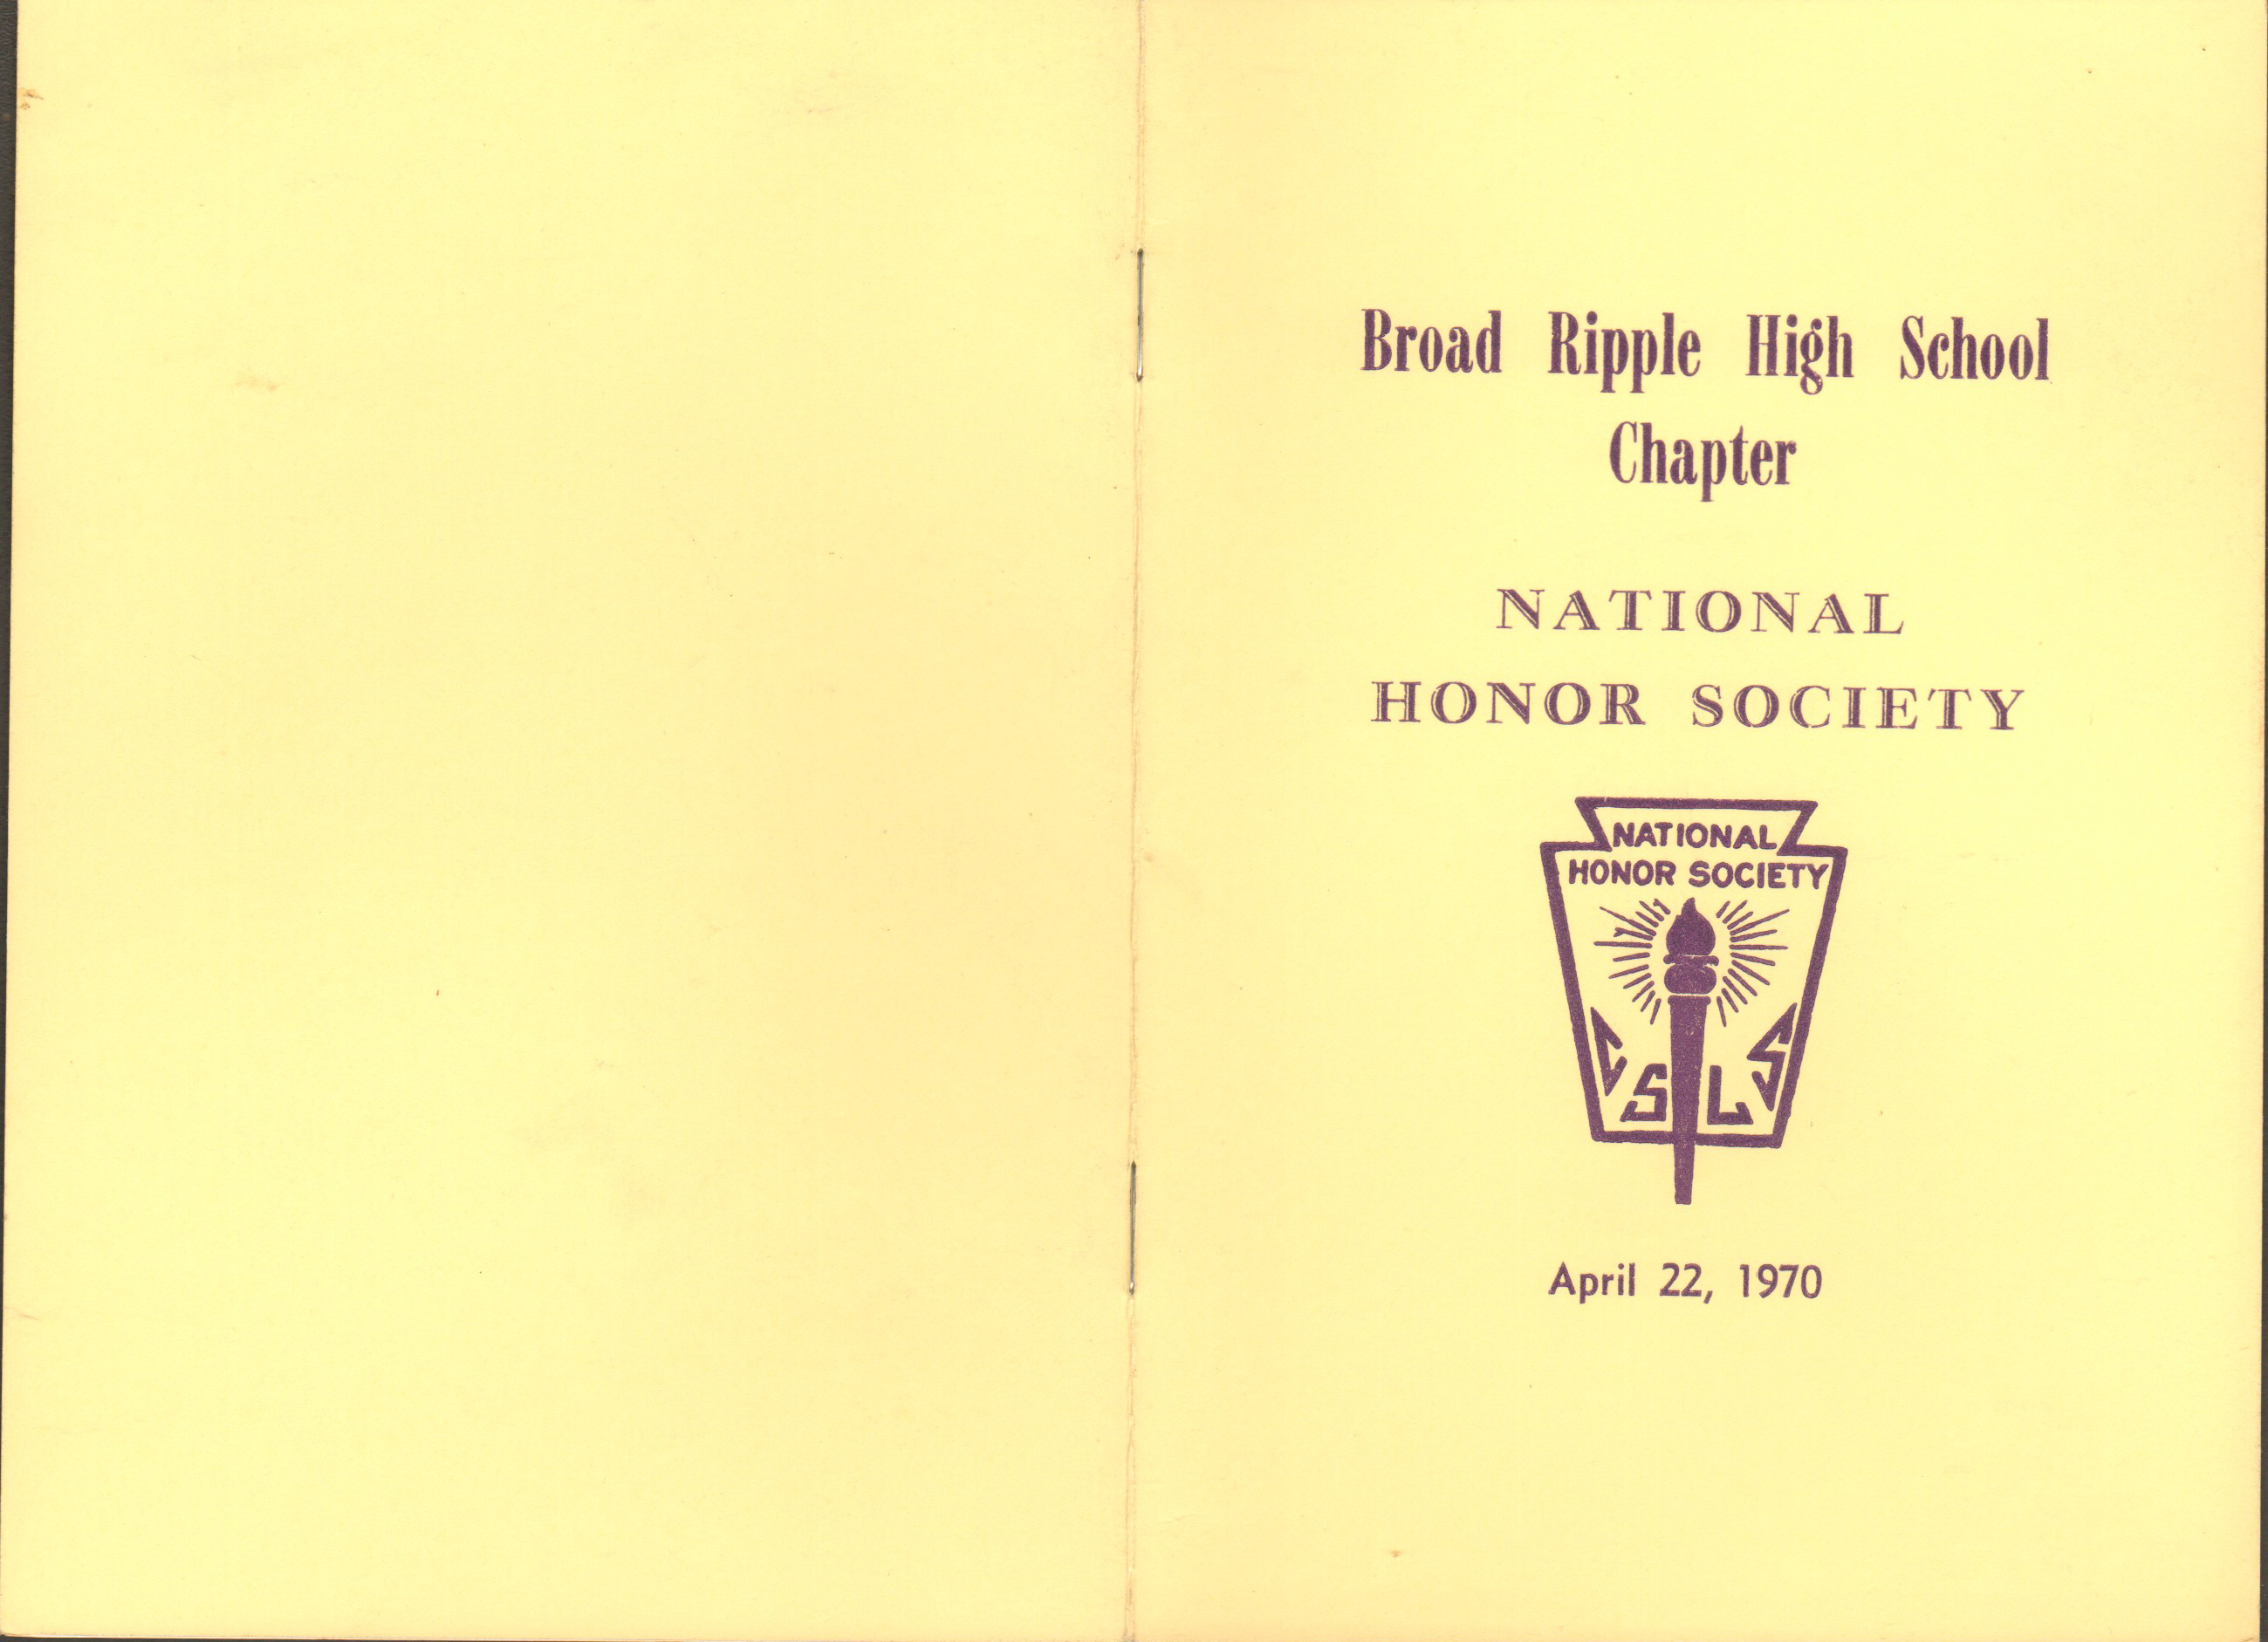 Broad Ripple High School
Chapter
NATIONAL
HONOR SOCIETY
NATIONAL
HONOR SOCIETY
C S L S
April 22, 1970